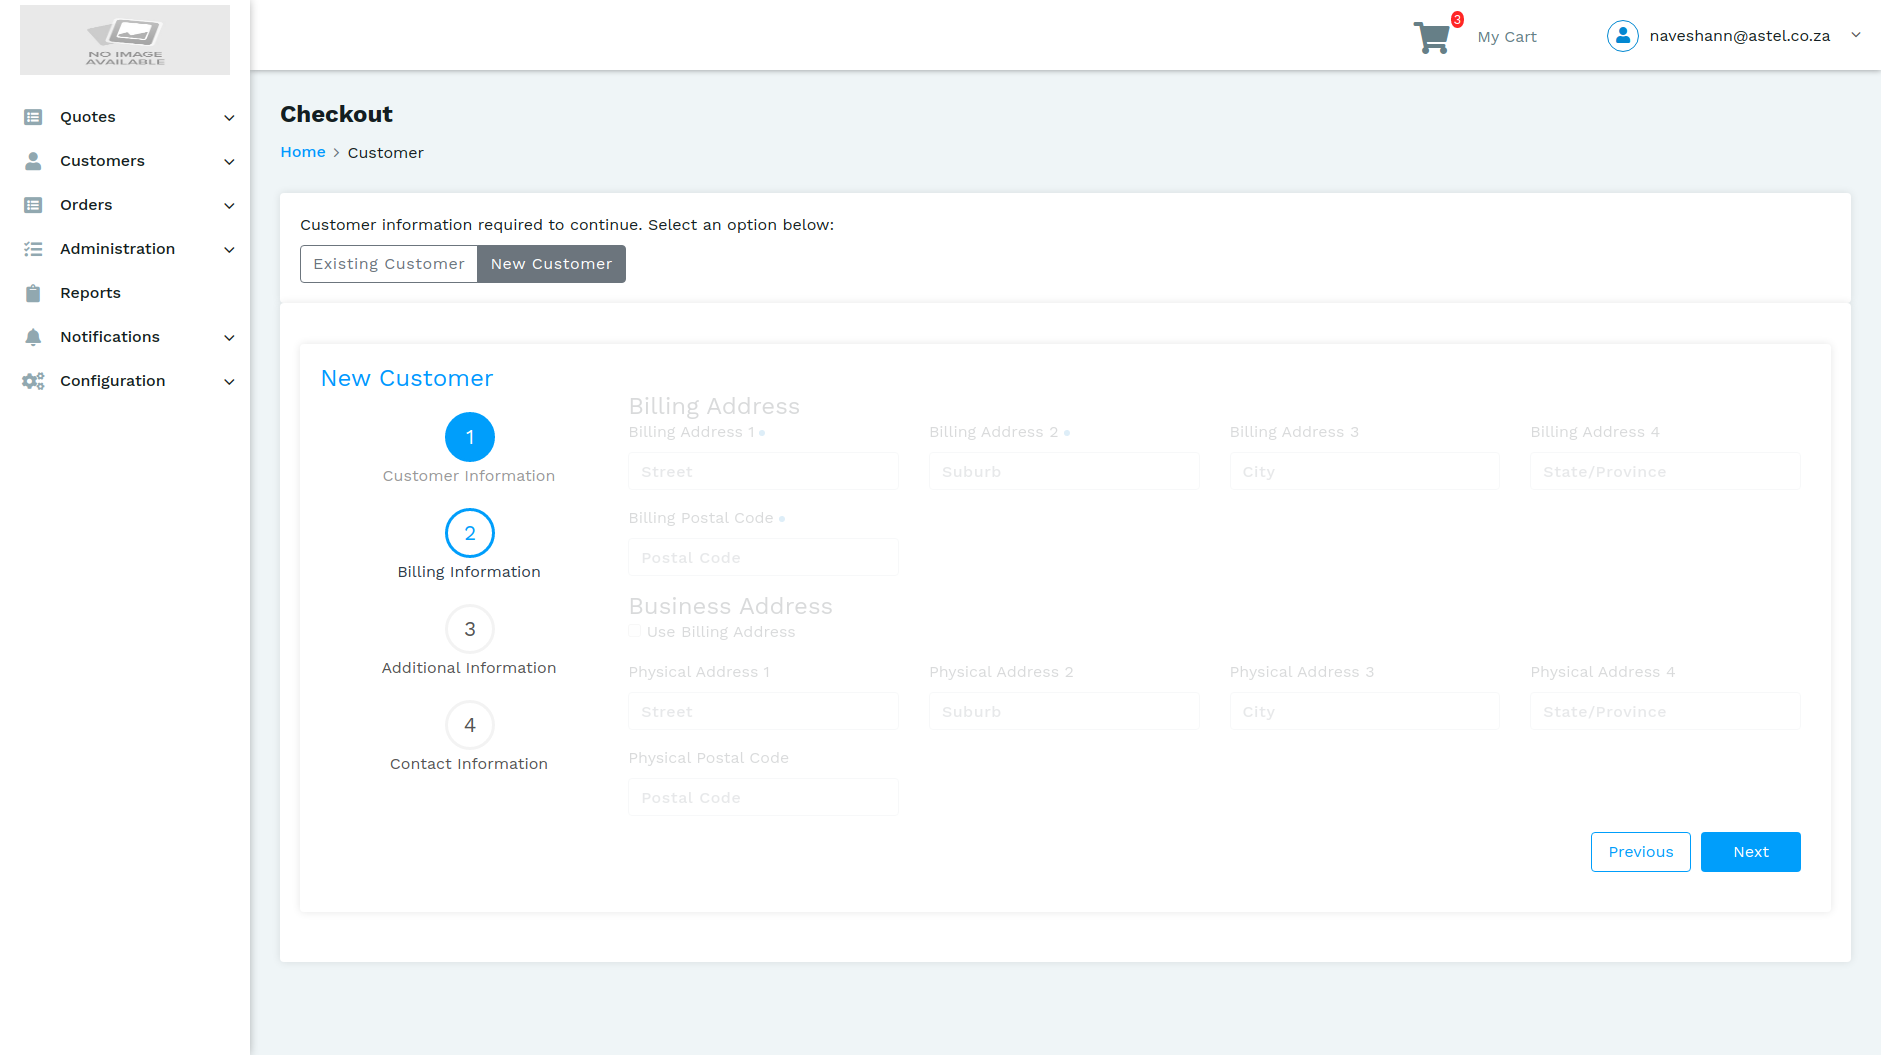 NO IMAGE
AVAILABLE
3
My Cart
naveshann@astel.co.za
Quotes
Customers
Orders
Administration
Reports
Notifications
Configuration
Checkout
Home > Customer
Customer information required to continue. Select an option below:
Existing Customer New Customer
New Customer
1
Customer Information
2
Billing Information
3
Additional Information
4
Contact Information
Billing Address
Billing Address 1 Billing Address 2 Billing Address 3 Billing Address 4
Street Suburb City State/Province
Billing Postal Code
Postal Code
Business Address
Use Billing Address
Physical Address 1 Physical Address 2 Physical Address 3 Physical Address 4
Street Suburb City State/Province
Physical Postal Code
Postal Code
Previous Next